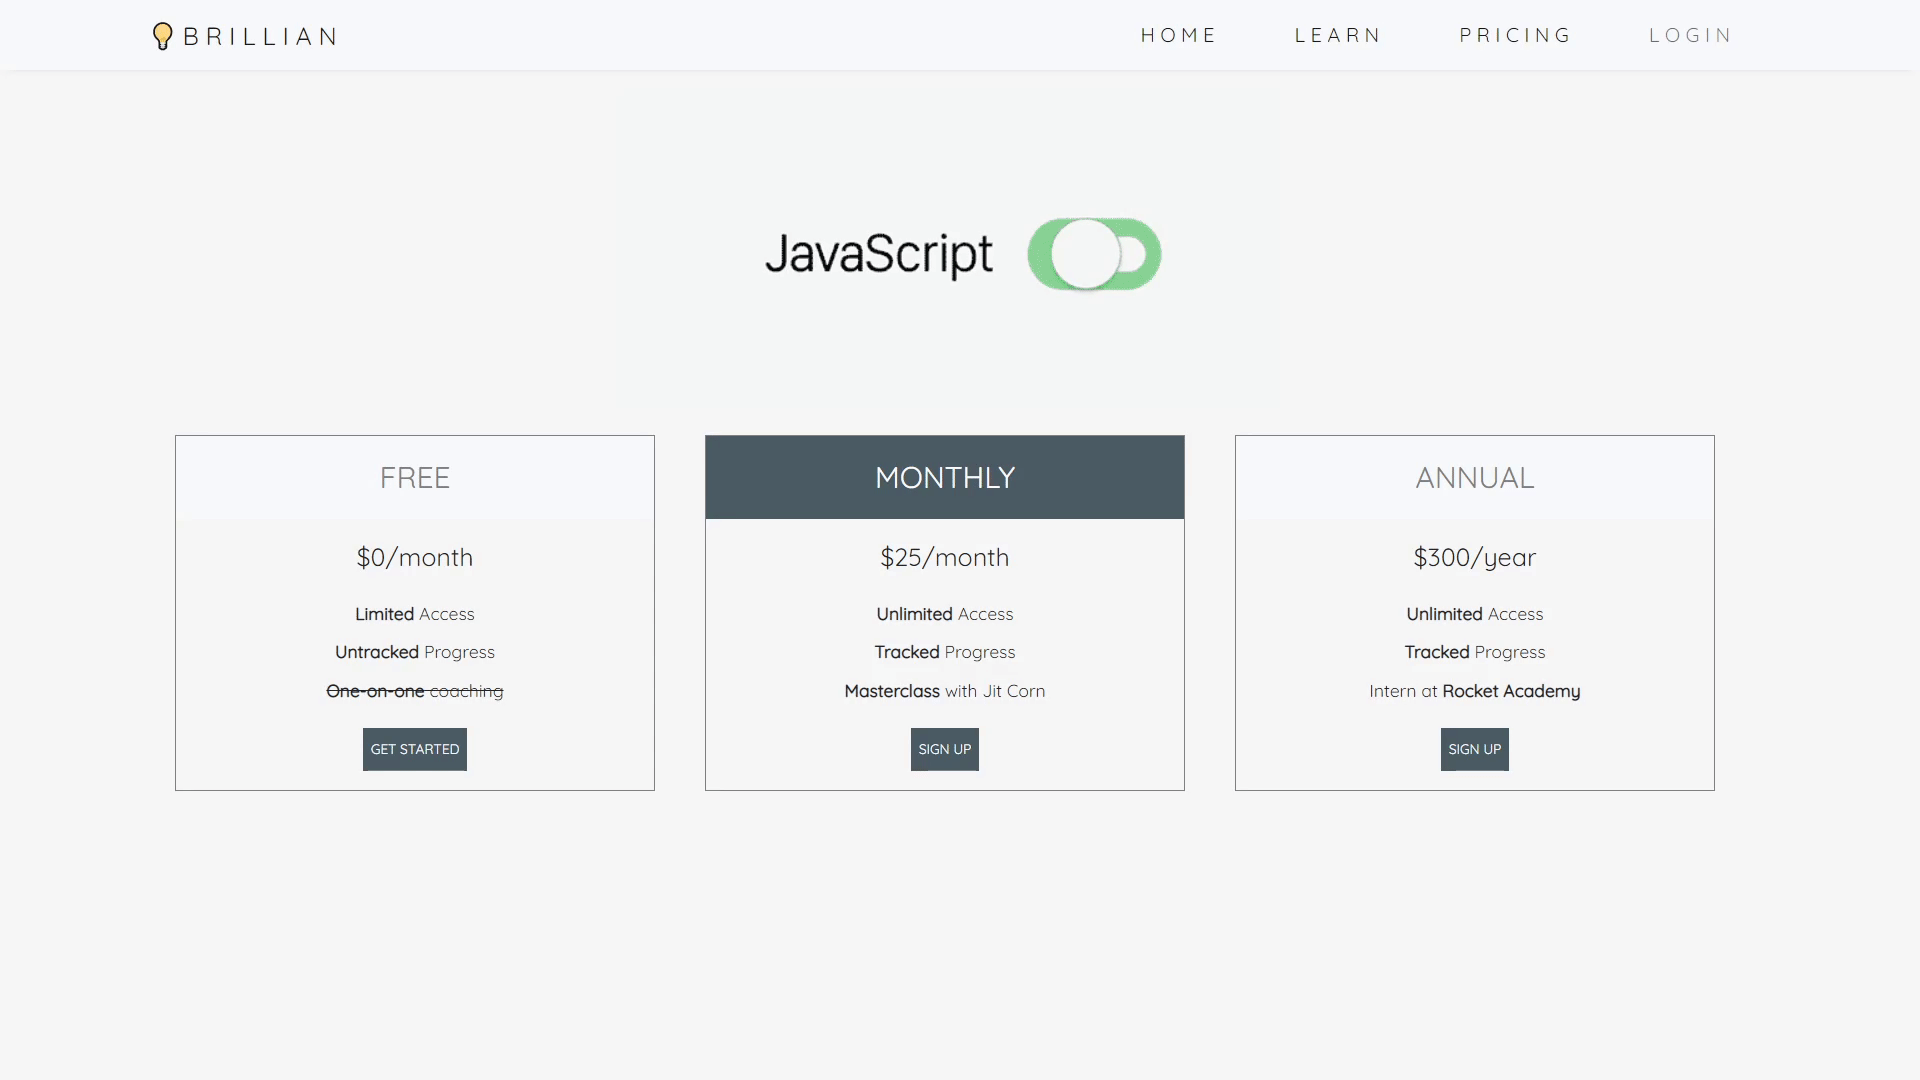 BRILLIAN
HOME LEARN PRICING LOGIN
JavaScript
FREE
$0/month
Limited Access
Untracked Progress
One-on-one coaching
GET STARTED
MONTHLY
$25/month
Unlimited Access
Tracked Progress
Masterclass with Jit Corn
SIGN UP
ANNUAL
$300/year
Unlimited Access
Tracked Progress
Intern at Rocket Academy
SIGN UP